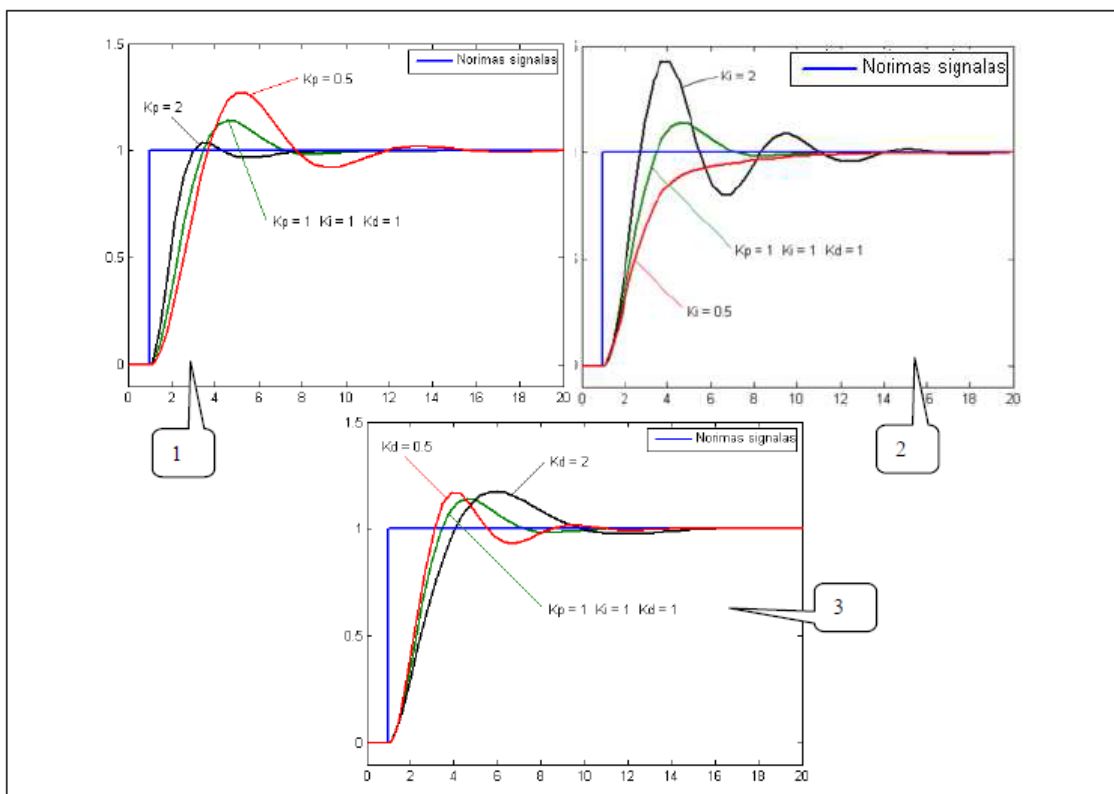 1.5
Norimas signalas
Kp = 0.5
Kp = 2
1
Kp = 1 Ki = 1 Kd = 1
0.5
0
0 2 4 6 8 10 12 14 16 18 20
1
Norimas signalas
Ki = 2
Kp = 1 Ki = 1 Kd = 1
Ki = 0.5
0 2 4 6 8 10 12 14 16 18 20
2
1.5
Norimas signalas
Kd = 0.5
Kd = 2
1
Kp = 1 Ki = 1 Kd = 1
0.5
0
0 2 4 6 8 10 12 14 16 18 20
3